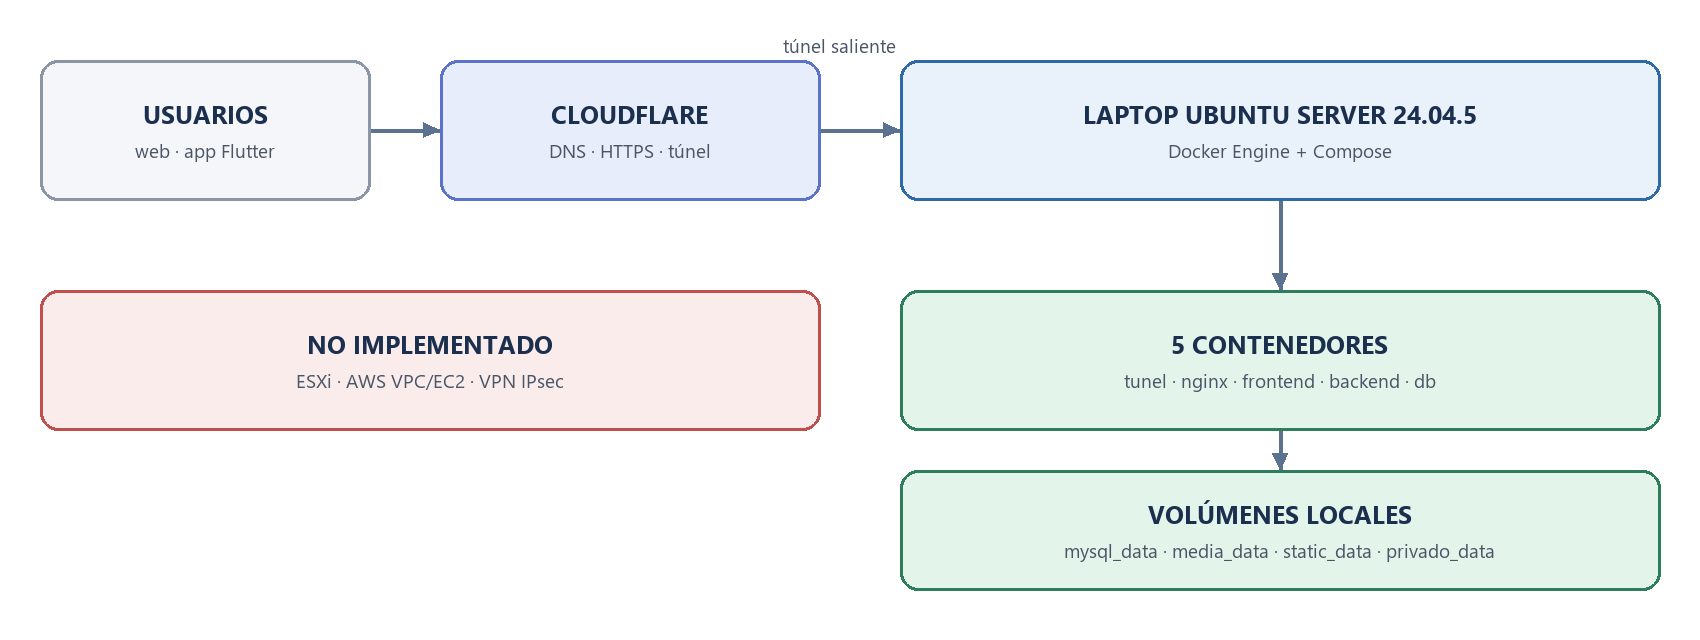 túnel saliente
USUARIOS
web · app Flutter
CLOUDFLARE
DNS · HTTPS · túnel
LAPTOP UBUNTU SERVER 24.04.5
Docker Engine + Compose
NO IMPLEMENTADO
ESXi · AWS VPC/EC2 · VPN IPsec
5 CONTENEDORES
tunel · nginx · frontend · backend · db
VOLÚMENES LOCALES
mysql_data · media_data · static_data · privado_data